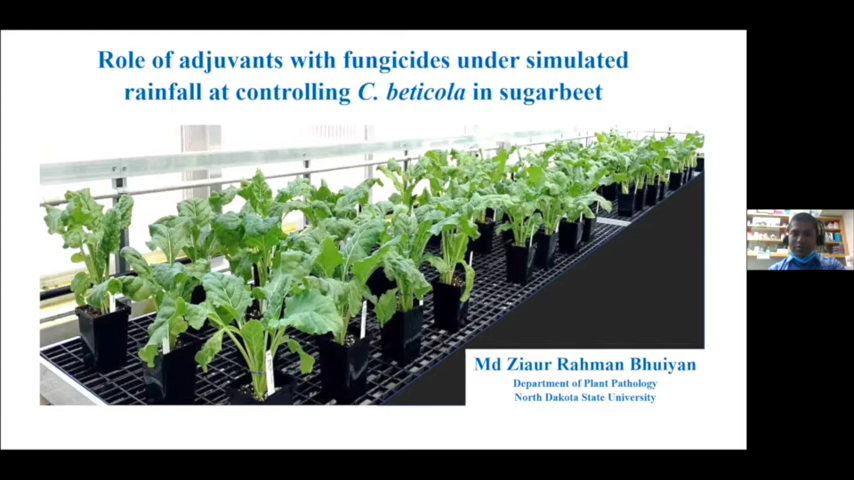 Role of adjuvants with fungicides under simulated
rainfall at controlling C. beticola in sugarbeet
Md Ziaur Rahman Bhuiyan
Department of Plant Pathology
North Dakota State University